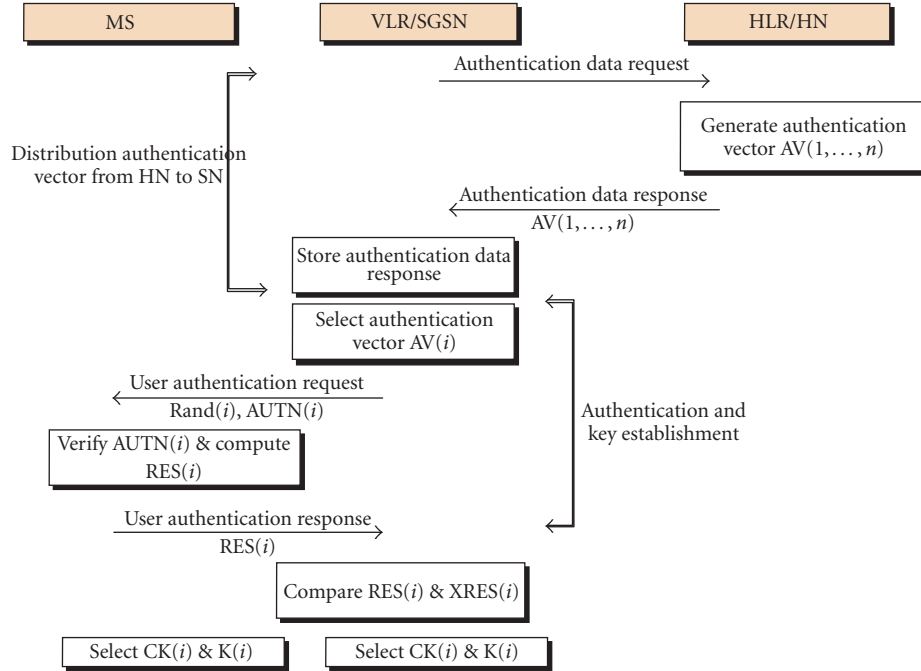 MS
VLR/SGSN
HLR/HN
Authentication data request
Generate authentication
vector AV(1,...,n)
Distribution authentication
vector from HN to SN
Authentication data response
AV(1,...,n)
Store authentication data
response
Select authentication
vector AV(i)
User authentication request
Rand(i), AUTN(i)
Authentication and
key establishment
Verify AUTN(i) & compute
RES(i)
User authentication response
RES(i)
Compare RES(i) & XRES(i)
Select CK(i) & K(i)
Select CK(i) & K(i)